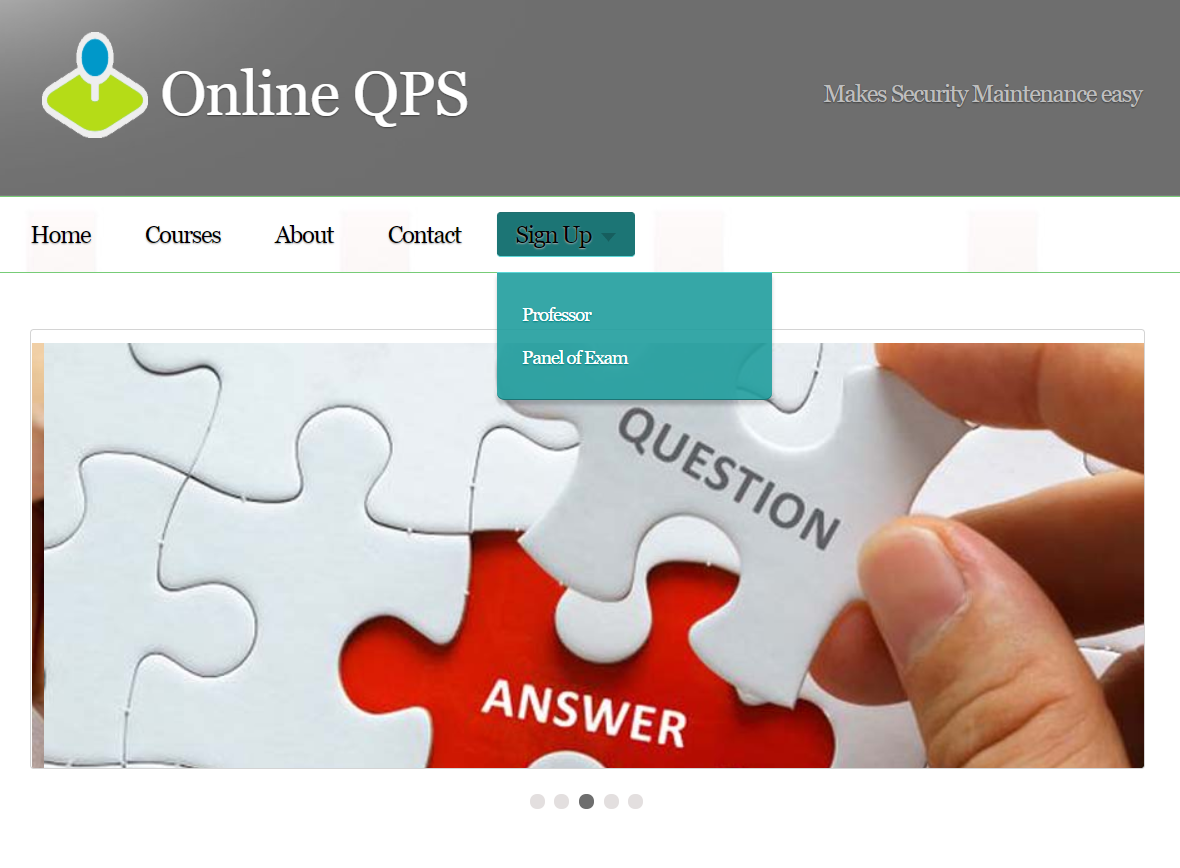 Online QPS
Makes Security Maintenance easy
Home
Courses
About
Contact
Sign Up
Professor
Panel of Exam
QUESTION
ANSWER